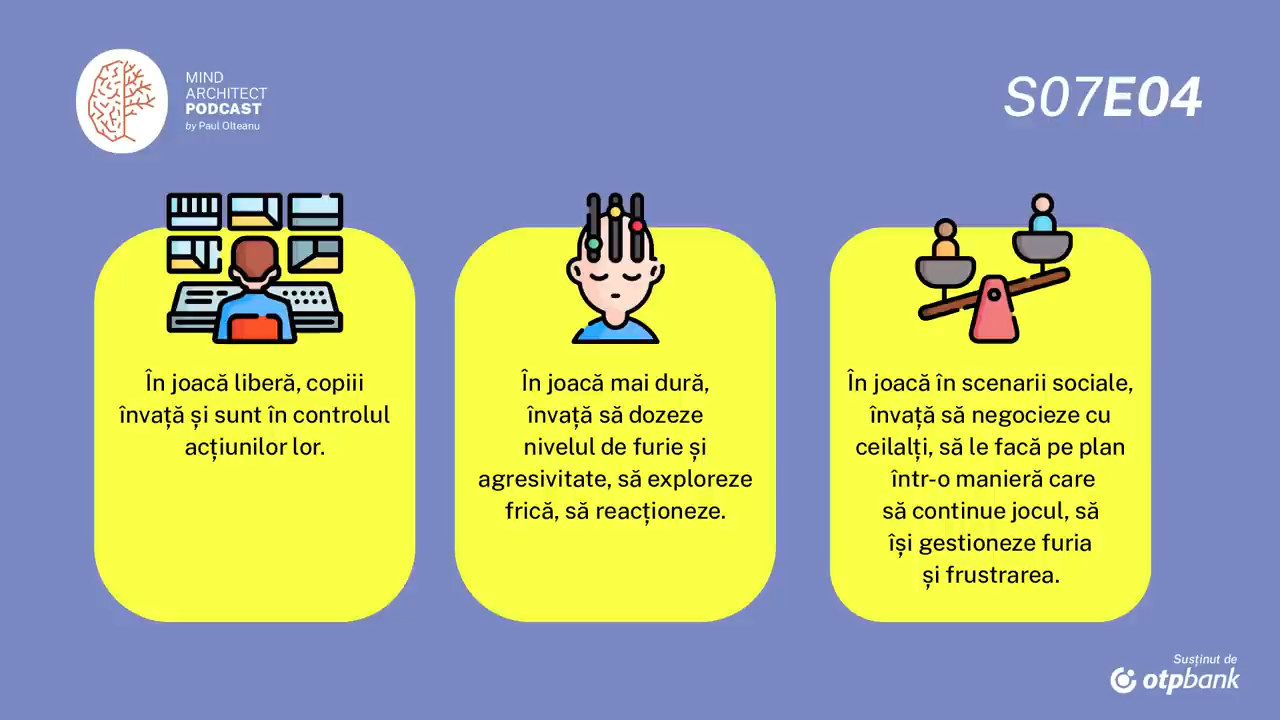 MIND
ARCHITECT
PODCAST
by Paul Olteanu
S07E04
În joacă liberă, copiii
învață și sunt în controlul
acțiunilor lor.
În joacă mai dură,
învață să dozeze
nivelul de furie și
agresivitate, să exploreze
frică, să reacționeze.
În joacă în scenarii sociale,
învață să negocieze cu
ceilalți, să le facă pe plan
într-o manieră care
să continue jocul, să
își gestioneze furia
și frustrarea.
Susținut de
otpbank